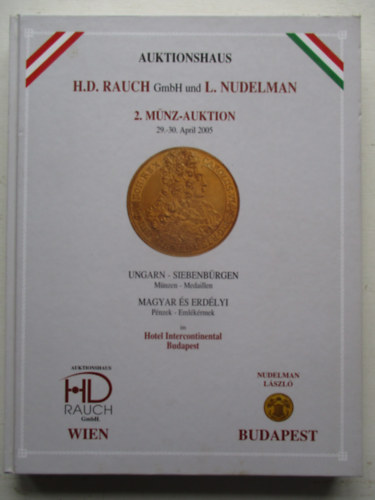 AUKTIONSHAUS
H.D. RAUCH GmbH und L. NUDELMAN
2. MÜNZ-AUKTION
29.-30. April 2005
UNGARN - SIEBENBÜRGEN
Münzen - Medaillen
MAGYAR ÉS ERDÉLYI
Pénzek - Emlékérmek
im
Hotel Intercontinental
Budapest
AUKTIONSHAUS
HD
RAUCH
GmbH.
WIEN
NUDELMAN
LÁSZLÓ
BUDAPEST